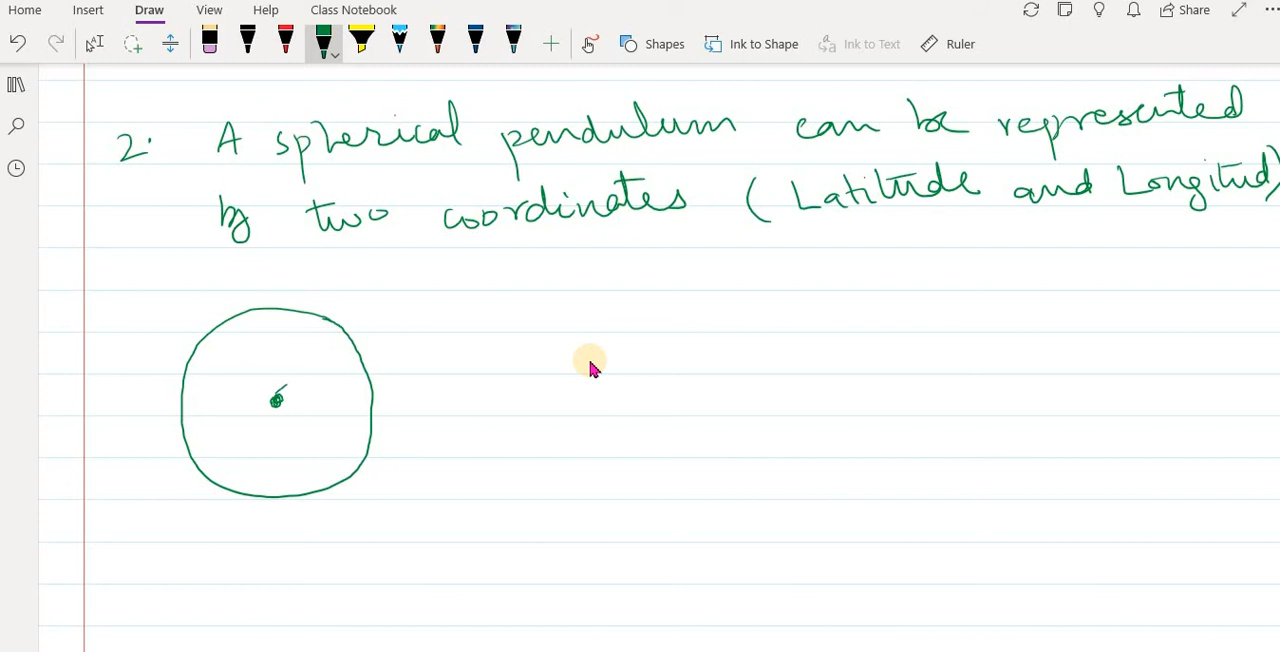 Home Insert Draw View Help Class Notebook Share
Shapes Ink to Shape Ink to Text Ruler
2. A spherical pendulum can be represented
by two coordinates (Latitude and Longitud)